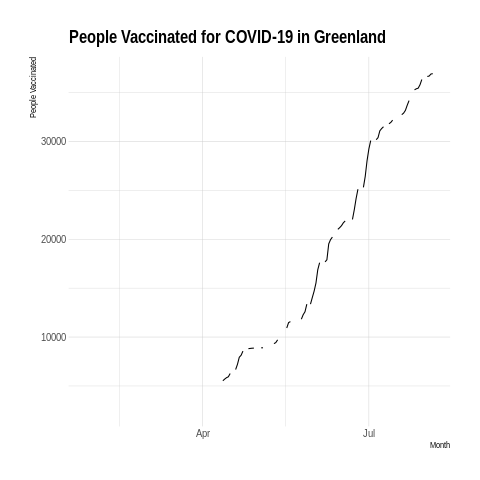 People Vaccinated for COVID-19 in Greenland
People Vaccinated
30000
20000
10000
Apr
Jul
Month